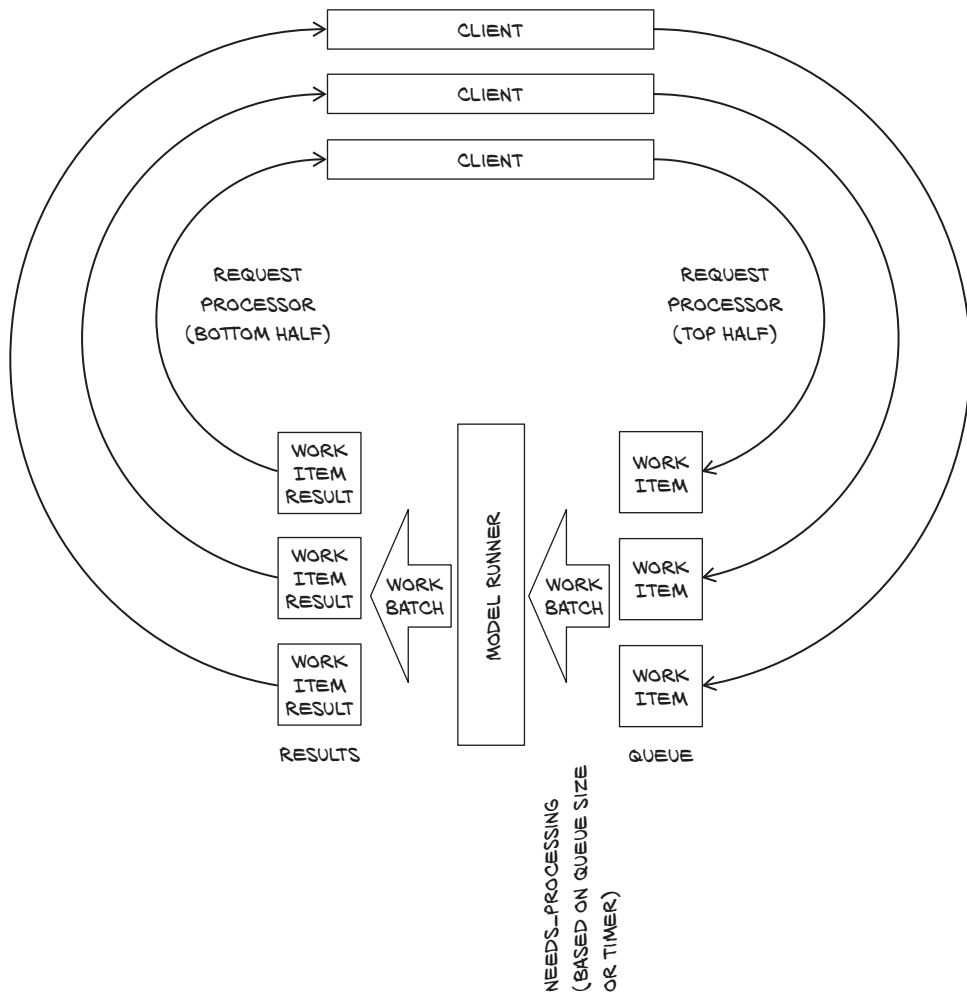 CLIENT
CLIENT
CLIENT
REQUEST
PROCESSOR
(BOTTOM HALF)
REQUEST
PROCESSOR
(TOP HALF)
WORK
ITEM
RESULT
WORK
ITEM
RESULT
WORK
ITEM
RESULT
RESULTS
WORK
BATCH
MODEL RUNNER
WORK
BATCH
WORK
ITEM
WORK
ITEM
WORK
ITEM
QUEUE
NEEDS_PROCESSING
(BASED ON QUEUE SIZE
OR TIMER)